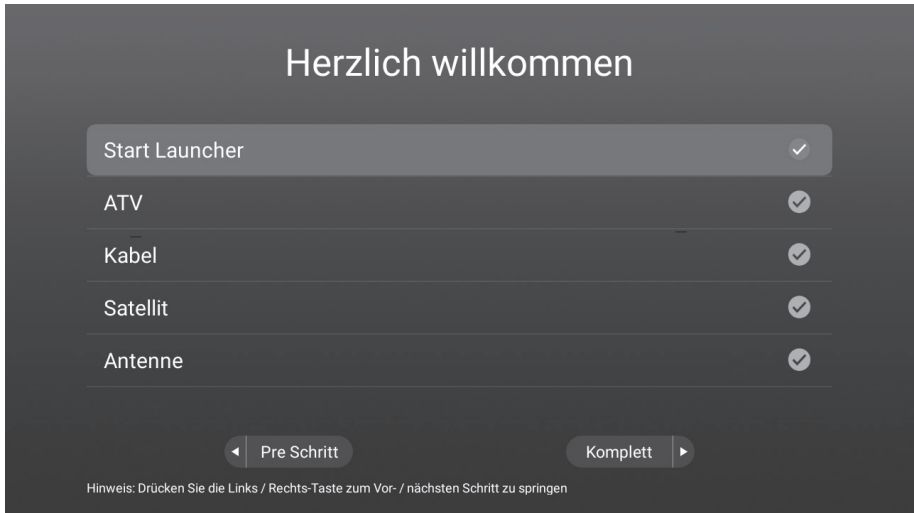 Herzlich willkommen
Start Launcher
ATV
Kabel
Satellit
Antenne
Pre Schritt
Komplett
Hinweis: Drücken Sie die Links / Rechts-Taste zum Vor- / nächsten Schritt zu springen